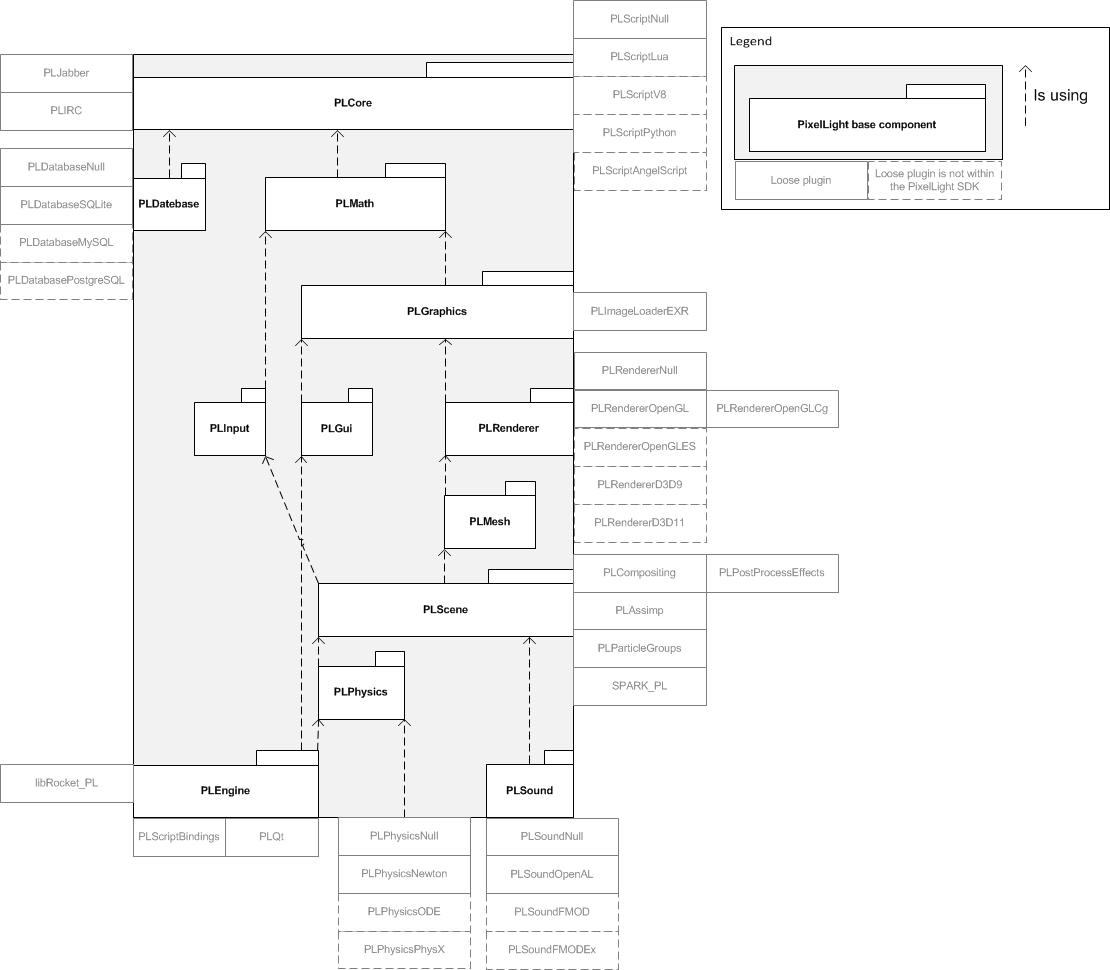 PLScriptNull
PLScriptLua
PLScriptV8
PLScriptPython
PLScriptAngelScript
Legend
PixelLight base component
Is using
Loose plugin
Loose plugin is not within
the PixelLight SDK
PLJabber
PLIRC
PLCore
PLDatabaseNull
PLDatabaseSQLite
PLDatabaseMySQL
PLDatabasePostgreSQL
PLDatebase
PLMath
PLGraphics
PLImageLoaderEXR
PLInput
PLGui
PLRenderer
PLRendererNull
PLRendererOpenGL
PLRendererOpenGLCg
PLRendererOpenGLES
PLRendererD3D9
PLRendererD3D11
PLMesh
PLScene
PLCompositing
PLPostProcessEffects
PLAssimp
PLParticleGroups
SPARK_PL
PLPhysics
libRocket_PL
PLEngine
PLSound
PLScriptBindings
PLQt
PLPhysicsNull
PLPhysicsNewton
PLPhysicsODE
PLPhysicsPhysX
PLSoundNull
PLSoundOpenAL
PLSoundFMOD
PLSoundFMODEx